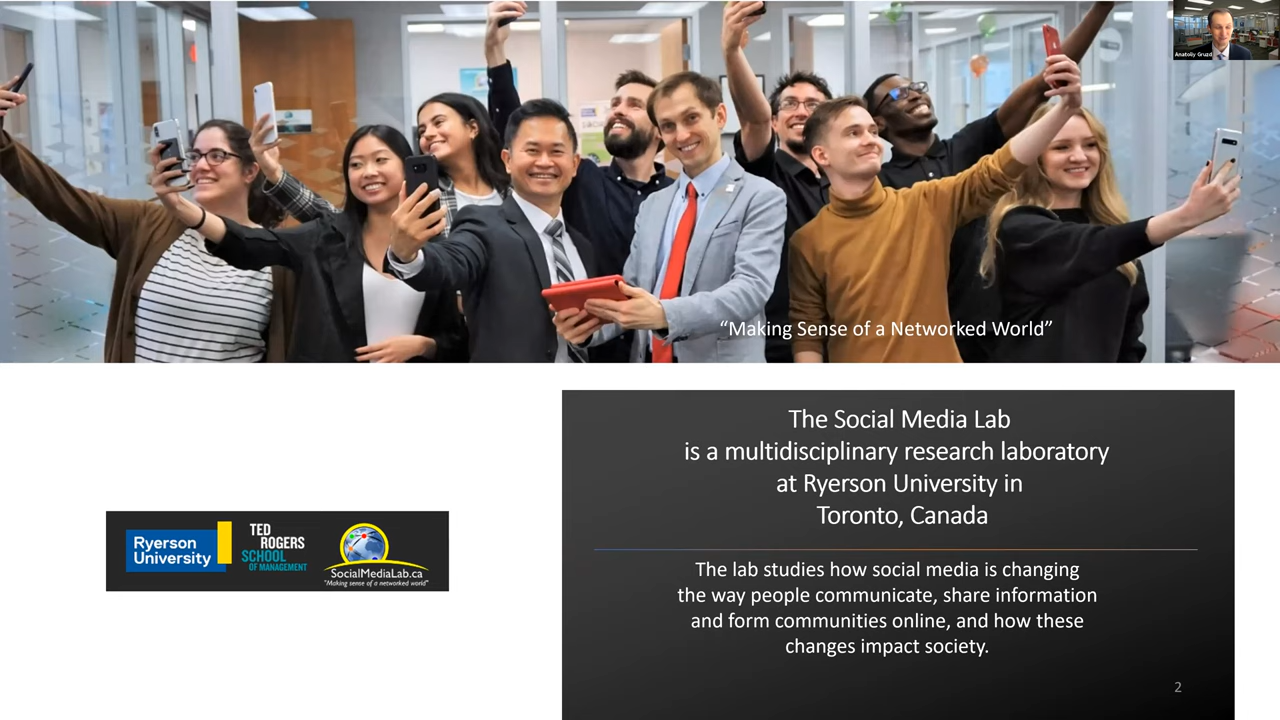 Anatoliy Gruzd
“Making Sense of a Networked World”
The Social Media Lab
is a multidisciplinary research laboratory
at Ryerson University in
Toronto, Canada
Ryerson
University
TED
ROGERS
SCHOOL
OF MANAGEMENT
SocialMediaLab.ca
"Making sense of a networked world"
The lab studies how social media is changing
the way people communicate, share information
and form communities online, and how these
changes impact society.
2